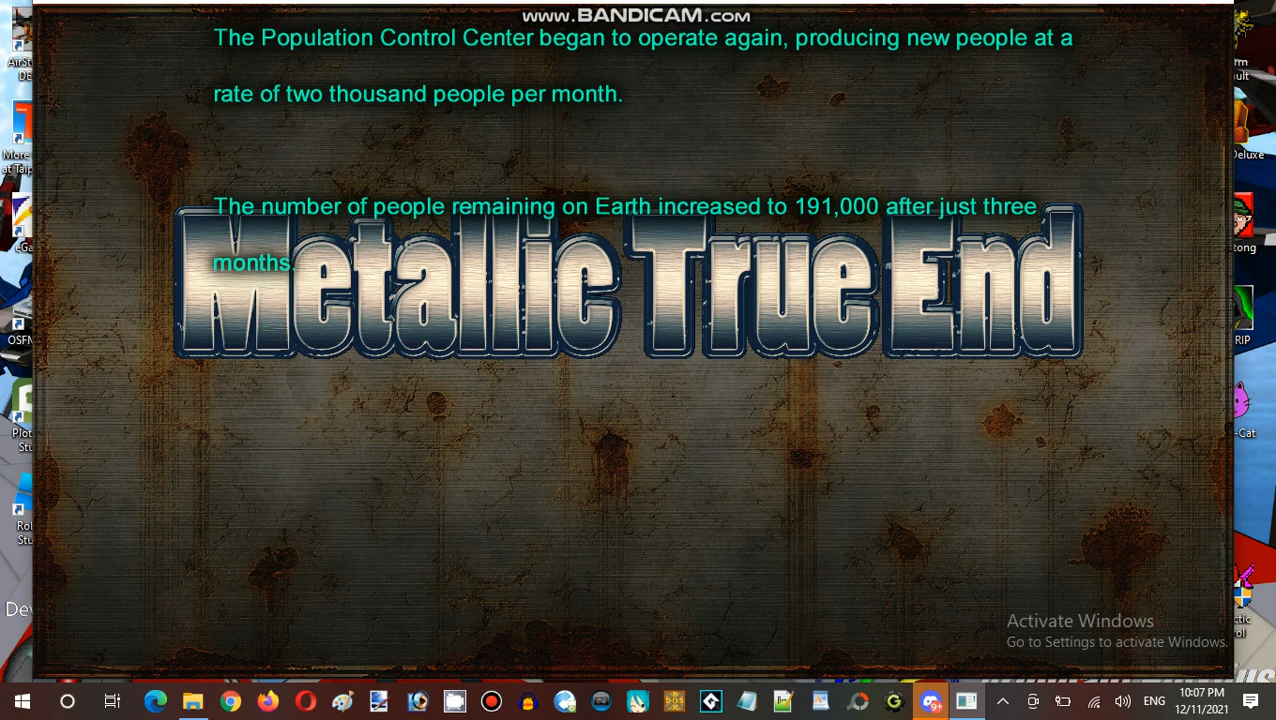 www.BANDICAM.com
The Population Control Center began to operate again, producing new people at a
rate of two thousand people per month.
The number of people remaining on Earth increased to 191,000 after just three
months.
Metallic True End
Activate Windows
Go to Settings to activate Windows.
ENG
10:07 PM
12/11/2021